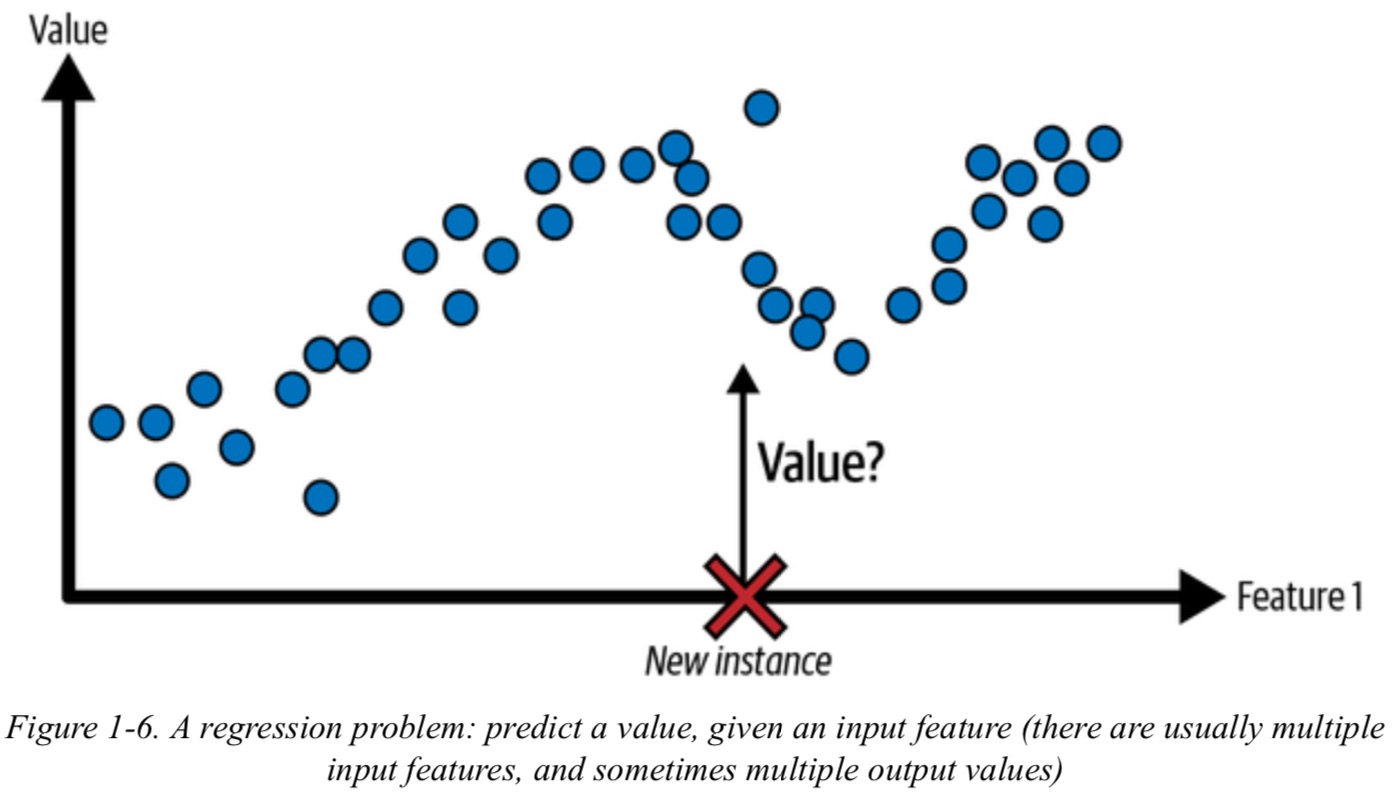 Value
Value?
Feature 1
New instance
Figure 1-6. A regression problem: predict a value, given an input feature (there are usually multiple
input features, and sometimes multiple output values)